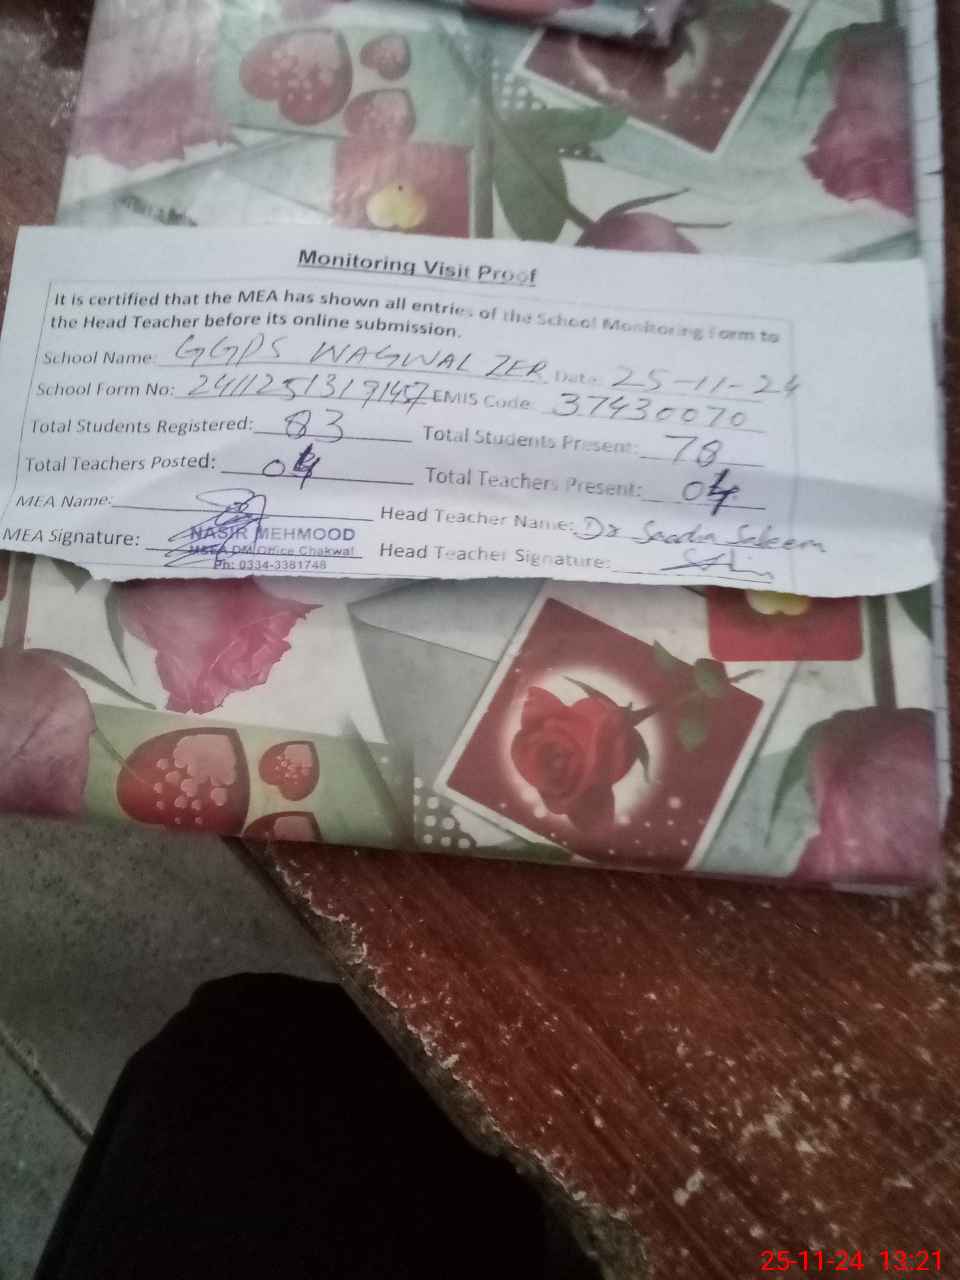 Monitoring Visit Proof
It is certified that the MEA has shown all entries of the School Monitoring Form to
the Head Teacher before its online submission.
School Name: GGPS WAGWAL ZER Date: 25-11-24
School Form No: EMIS Code: 37430070
Total Students Registered: 83 Total Students Present: 78
Total Teachers Posted: 04 Total Teachers Present: 04
MEA Name: Head Teacher Name: Dr Saadia Saleem
MEA Signature: NASIR MEHMOOD Head Teacher Signature:
MEA DM Office Chakwal
Ph: 0334-3381748
25-11-24 13:21